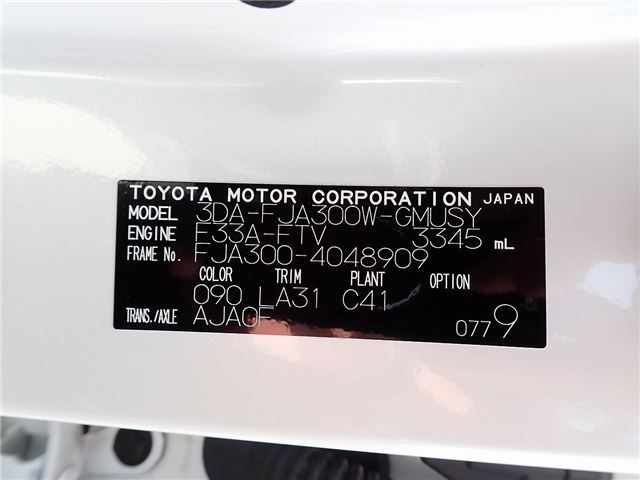 TOYOTA MOTOR CORPORATION JAPAN
MODEL 3DA-FJA300W-GMUSY
ENGINE F33A-FTV 3345 mL
FRAME No. FJA300-4048909
COLOR TRIM PLANT OPTION
090 LA31 C41
TRANS./AXLE AJA0F
0779